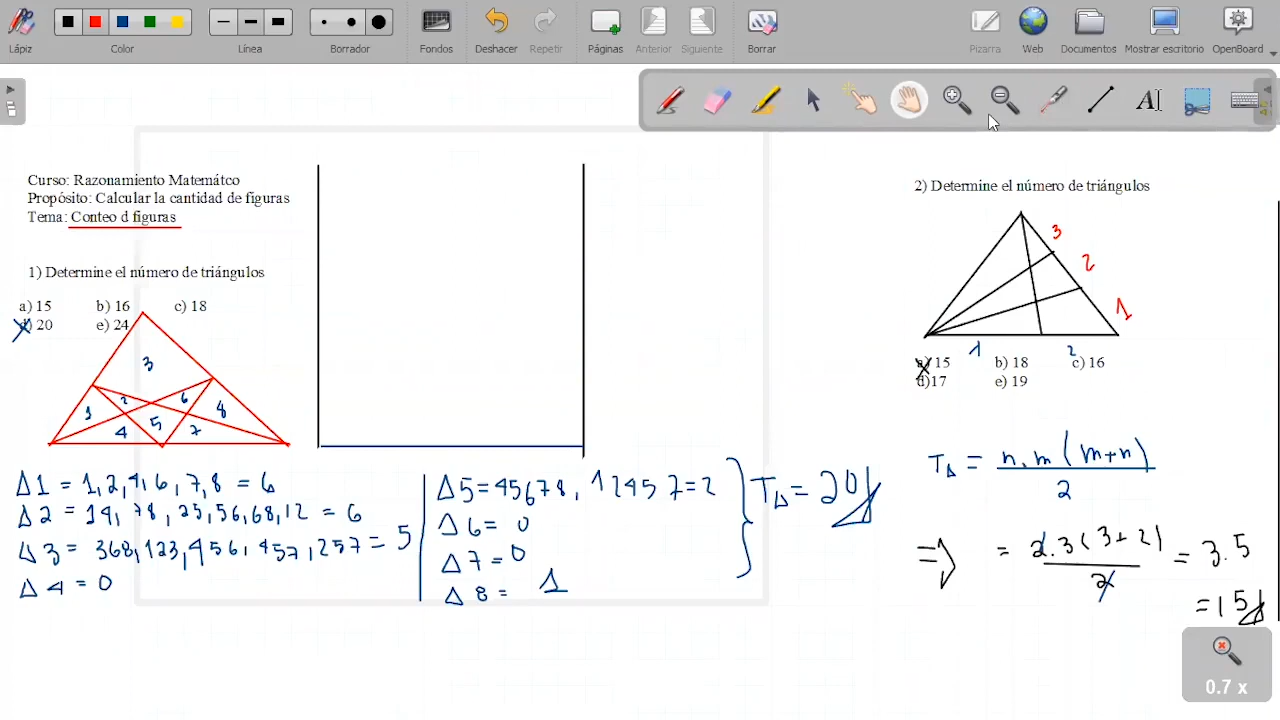 Lápiz
Color
Línea
Borrador
Fondos
Deshacer
Repetir
Páginas
Anterior
Siguiente
Borrar
Pizarra
Web
Documentos
Mostrar escritorio
OpenBoard
Curso: Razonamiento Matemátco
Propósito: Calcular la cantidad de figuras
Tema: Conteo d figuras
1) Determine el número de triángulos
a) 15 b) 16 c) 18
d) 20 e) 24
3
1 2 6 8
4 5 7
Δ1 = 1,2,4,6,7,8 = 6
Δ2 = 14, 78, 25, 56, 68, 12 = 6
Δ3 = 368, 123, 456, 457, 257 = 5
Δ4 = 0
Δ5 = 45678, 12457 = 2
Δ6 = 0
Δ7 = 0
Δ8 = 1
TΔ = 20
2) Determine el número de triángulos
3
2
1
1 2
a) 15 b) 18 c) 16
d)17 e) 19
TΔ = n.m(m+n)
2
=> = 2.3(3+2) = 3.5
2
= 15
0.7 x